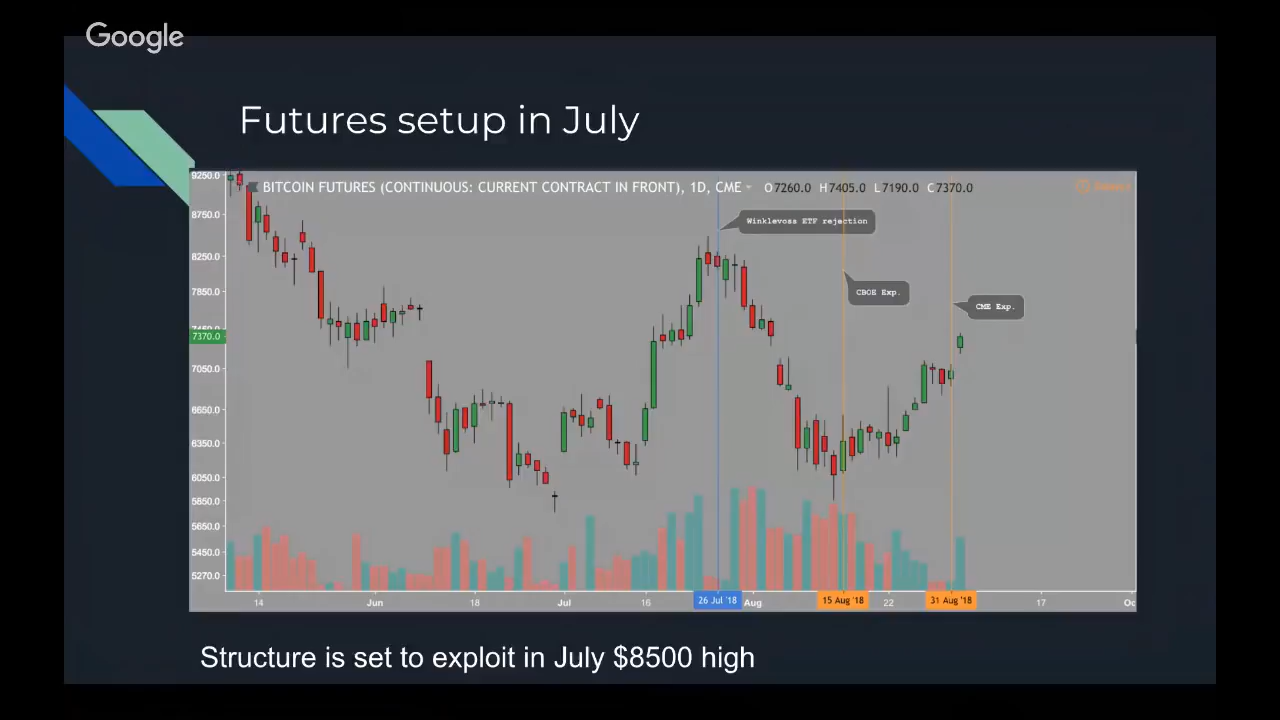 Google
Futures setup in July
BITCOIN FUTURES (CONTINUOUS: CURRENT CONTRACT IN FRONT), 1D, CME O7260.0 H7405.0 L7190.0 C7370.0
9250.0
8750.0
Winklevoss ETF rejection
8250.0
7850.0
CBOE Exp.
CME Exp.
7450.0
7370.0
7050.0
6650.0
6350.0
6050.0
5850.0
5650.0
5450.0
5270.0
14 Jun 18 Jul 16 26 Jul '18 Aug 15 Aug '18 22 31 Aug '18 17 Oc
Structure is set to exploit in July $8500 high